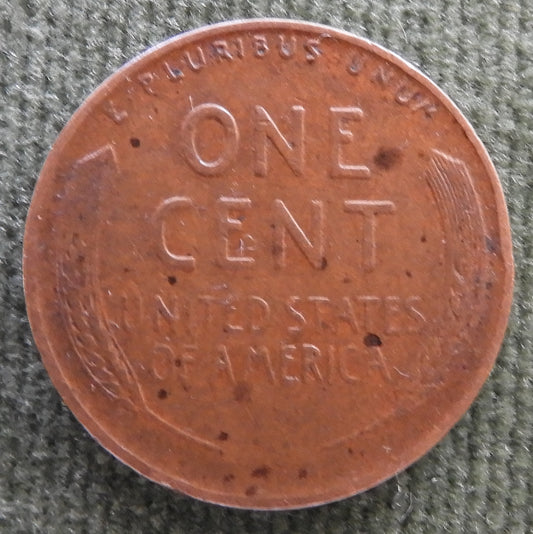 E·PLURIBUS UNUM
ONE
CENT
UNITED STATES
OF AMERICA